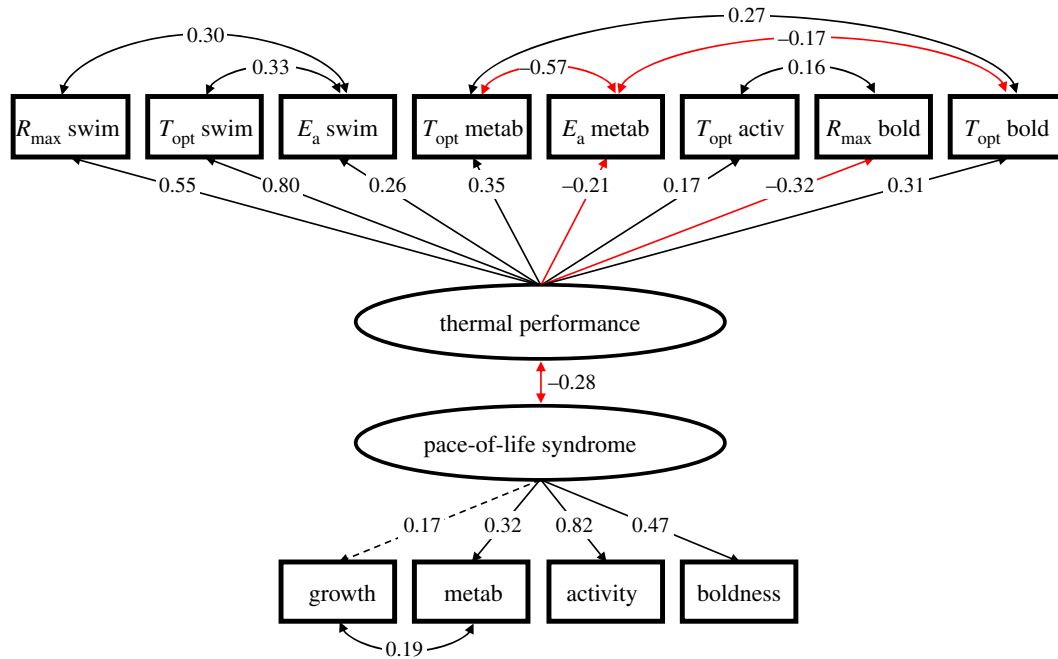 0.30
0.27
–0.17
0.33
–0.57
0.16
Rmax swim
Topt swim
Ea swim
Topt metab
Ea metab
Topt activ
Rmax bold
Topt bold
0.55
0.80
0.26
0.35
–0.21
0.17
–0.32
0.31
thermal performance
–0.28
pace-of-life syndrome
0.17
0.32
0.82
0.47
growth
metab
activity
boldness
0.19